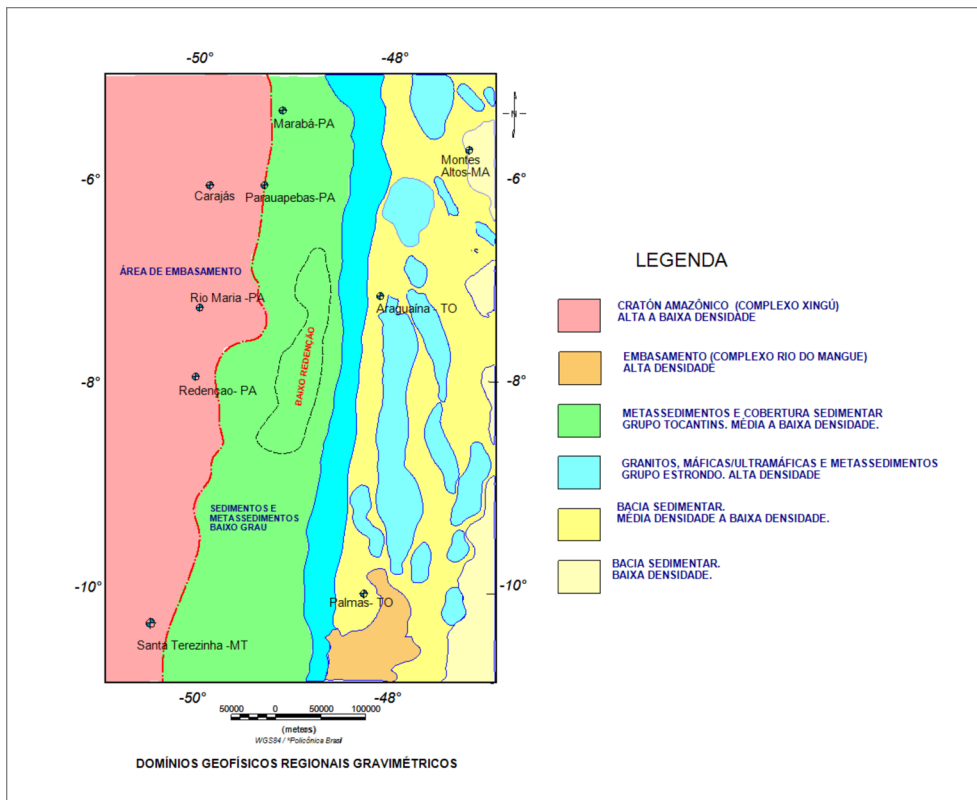 -50°
-48°
Marabá-PA
N
Montes
Altos-MA
-6°
-6°
Carajás
Parauapebas-PA
ÁREA DE EMBASAMENTO
Rio Maria -PA
Araguaína - TO
BAIXO REDENÇÃO
-8°
-8°
Redençao- PA
SEDIMENTOS E
METASSEDIMENTOS
BAIXO GRAU
-10°
-10°
Palmas- TO
Santa Terezinha -MT
-50°
-48°
50000 0 50000 100000
(meteos)
WGS84 / *Policônica Brasil
DOMÍNIOS GEOFÍSICOS REGIONAIS GRAVIMÉTRICOS
LEGENDA
CRATÓN AMAZÔNICO (COMPLEXO XINGÚ)
ALTA A BAIXA DENSIDADE
EMBASAMENTO (COMPLEXO RIO DO MANGUE)
ALTA DENSIDADE
METASSEDIMENTOS E COBERTURA SEDIMENTAR
GRUPO TOCANTINS. MÉDIA A BAIXA DENSIDADE.
GRANITOS, MÁFICAS/ULTRAMÁFICAS E METASSEDIMENTOS
GRUPO ESTRONDO. ALTA DENSIDADE
BACIA SEDIMENTAR.
MÉDIA DENSIDADE A BAIXA DENSIDADE.
BACIA SEDIMENTAR.
BAIXA DENSIDADE.